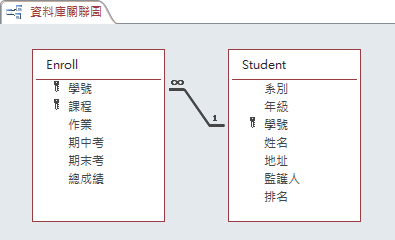 資料庫關聯圖
Enroll
學號
課程
作業
期中考
期末考
總成績
∞
1
Student
系別
年級
學號
姓名
地址
監護人
排名